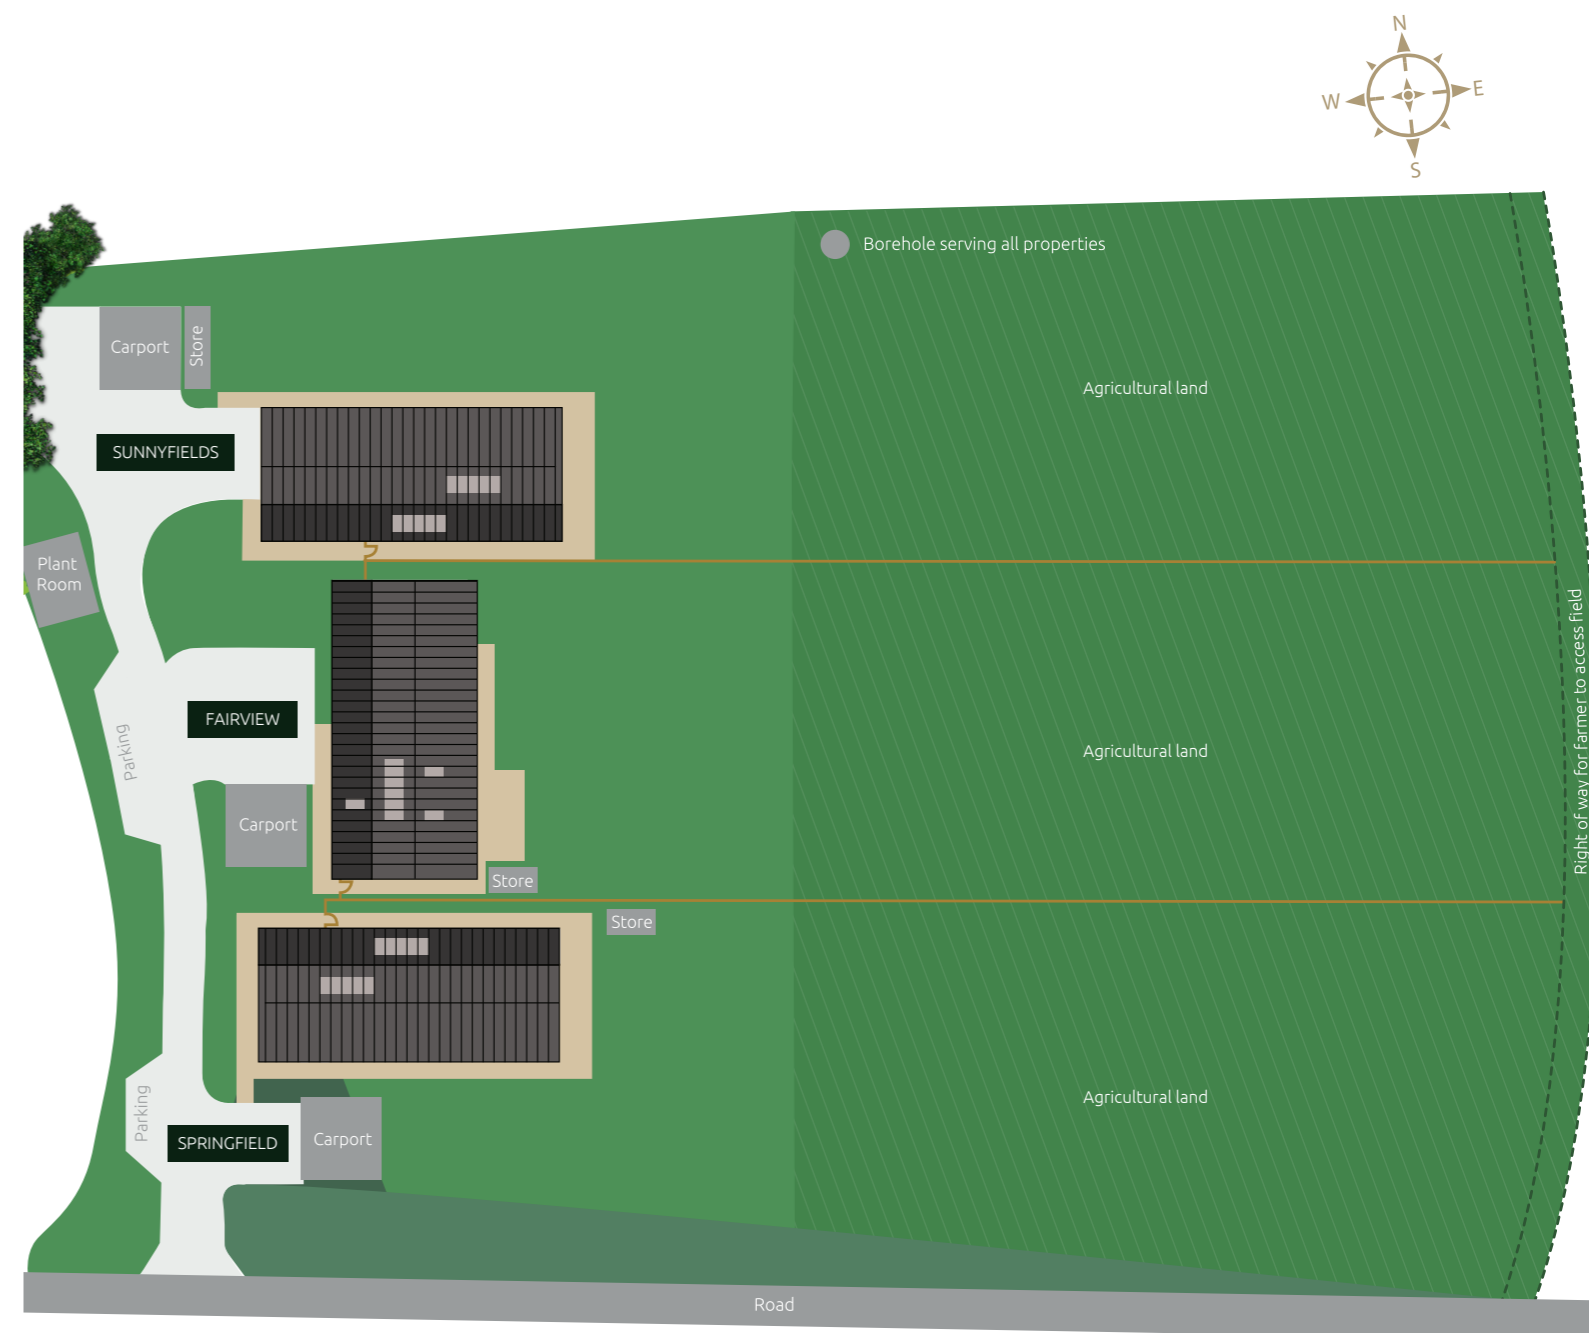 N
W
E
S
Borehole serving all properties
Carport
Store
Agricultural land
SUNNYFIELDS
Plant
Room
Right of way for farmer to access field
FAIRVIEW
Parking
Agricultural land
Carport
Store
Store
Agricultural land
Parking
SPRINGFIELD
Carport
Road